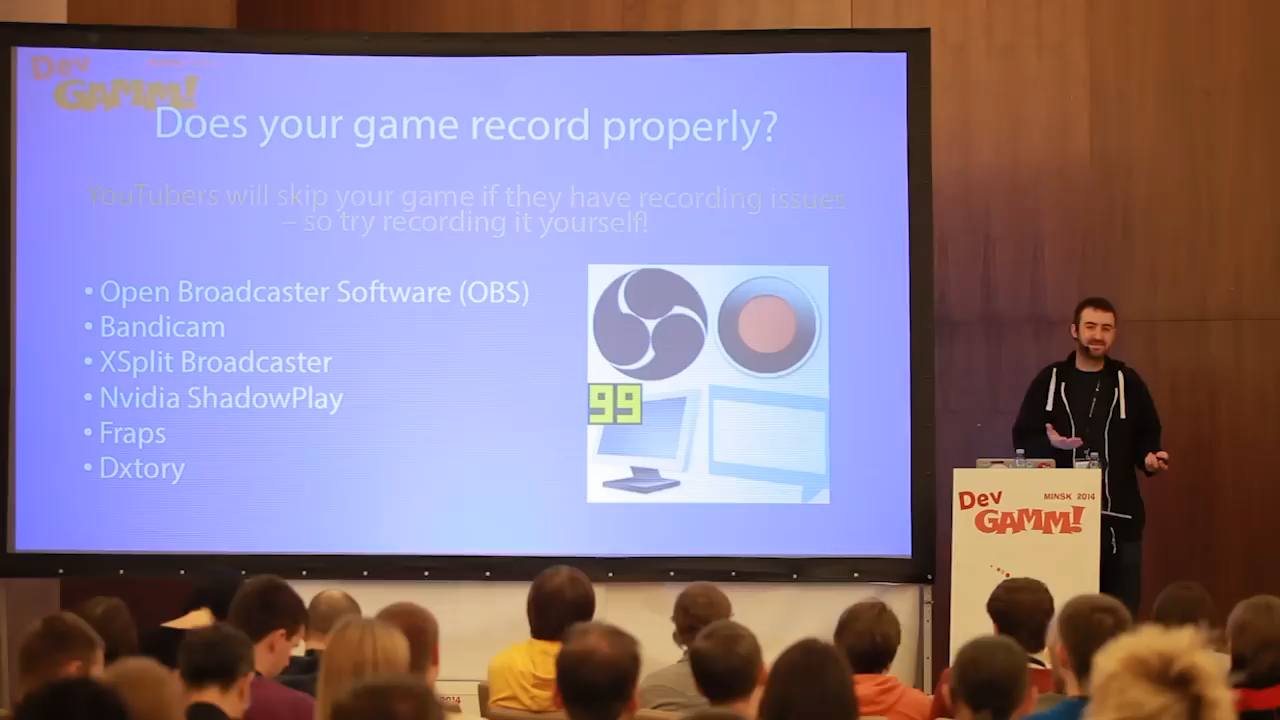 Dev
GAMM!
Does your game record properly?
YouTubers will skip your game if they have recording issues
– so try recording it yourself!
• Open Broadcaster Software (OBS)
• Bandicam
• XSplit Broadcaster
• Nvidia ShadowPlay
• Fraps
• Dxtory
99
Dev
MINSK 2014
GAMM!
2014